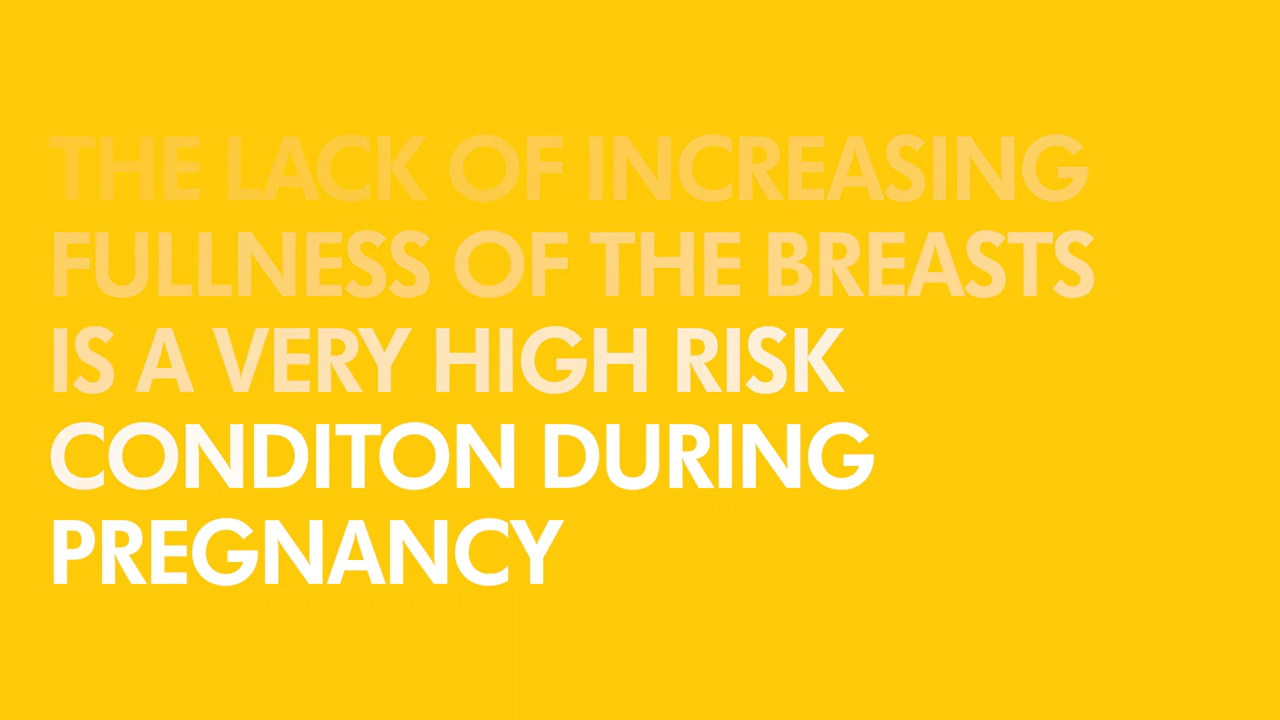 THE LACK OF INCREASING
FULLNESS OF THE BREASTS
IS A VERY HIGH RISK
CONDITON DURING
PREGNANCY